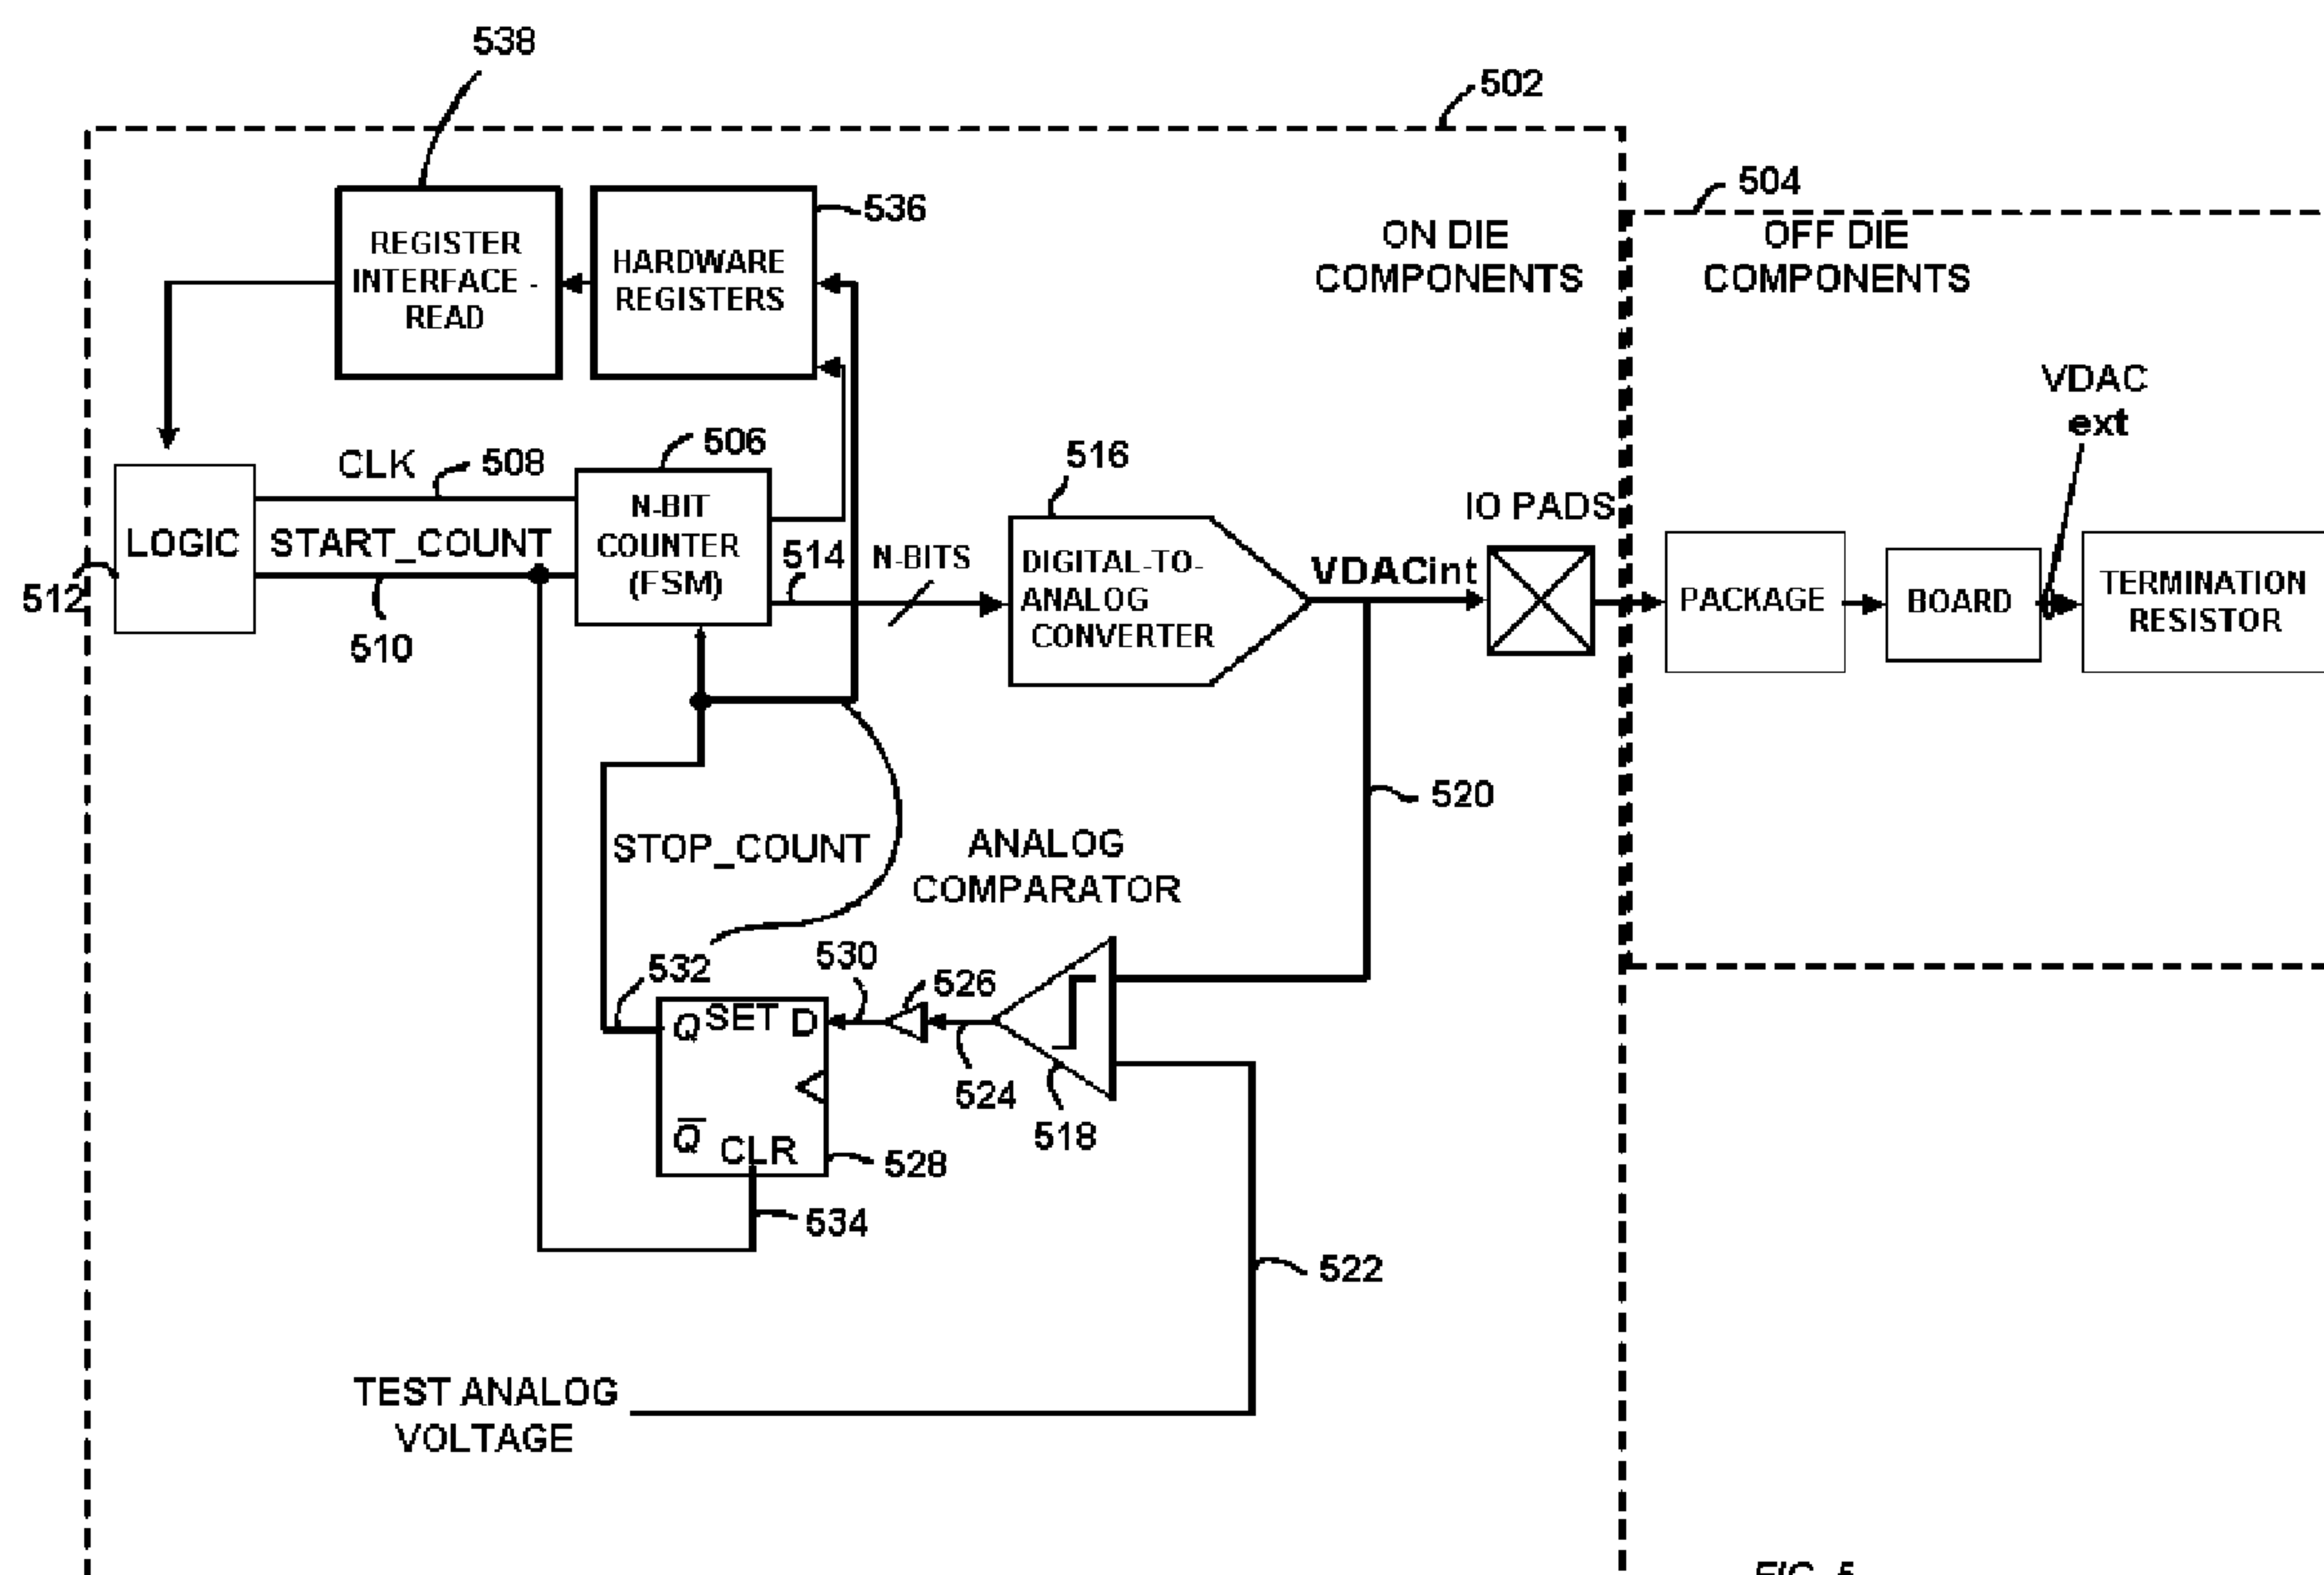 538
502
504
536
REGISTER
INTERFACE -
READ
HARDWARE
REGISTERS
ON DIE
COMPONENTS
OFF DIE
COMPONENTS
VDAC
ext
CLK
508
506
516
IO PADS
LOGIC
START_COUNT
N-BIT
COUNTER
(FSM)
514
N-BITS
DIGITAL-TO-
ANALOG
CONVERTER
VDACint
PACKAGE
BOARD
TERMINATION
RESISTOR
512
510
520
STOP_COUNT
ANALOG
COMPARATOR
532
530
526
Q SET D
524
518
Q CLR
528
534
522
TEST ANALOG
VOLTAGE
FIG. 5